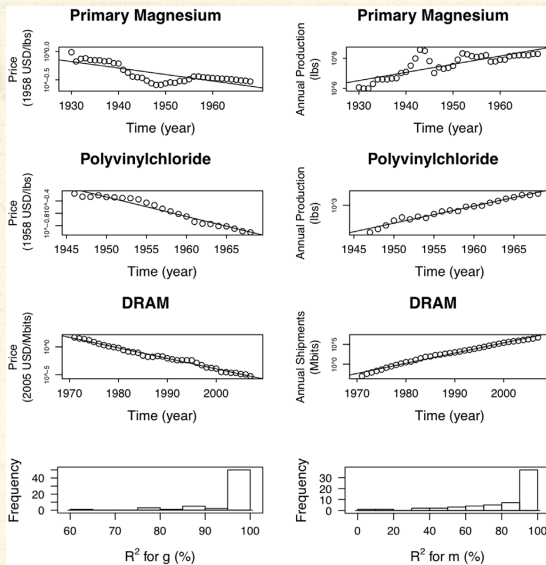 Primary Magnesium
Price
(1958 USD/lbs)
10^0.0
10^-0.5
1930 1940 1950 1960
Time (year)
Primary Magnesium
Annual Production
(lbs)
10^8
10^6
1930 1940 1950 1960
Time (year)
Polyvinylchloride
Price
(1958 USD/lbs)
10^-0.4
10^-0.8
1945 1950 1955 1960 1965
Time (year)
Polyvinylchloride
Annual Production
(lbs)
10^3
1945 1950 1955 1960 1965
Time (year)
DRAM
Price
(2005 USD/Mbits)
10^0
10^-5
1970 1980 1990 2000
Time (year)
DRAM
Annual Shipments
(Mbits)
10^5
10^0
1970 1980 1990 2000
Time (year)
Frequency
40
20
0
60 70 80 90 100
R² for g (%)
Frequency
30
20
10
0
0 20 40 60 80 100
R² for m (%)